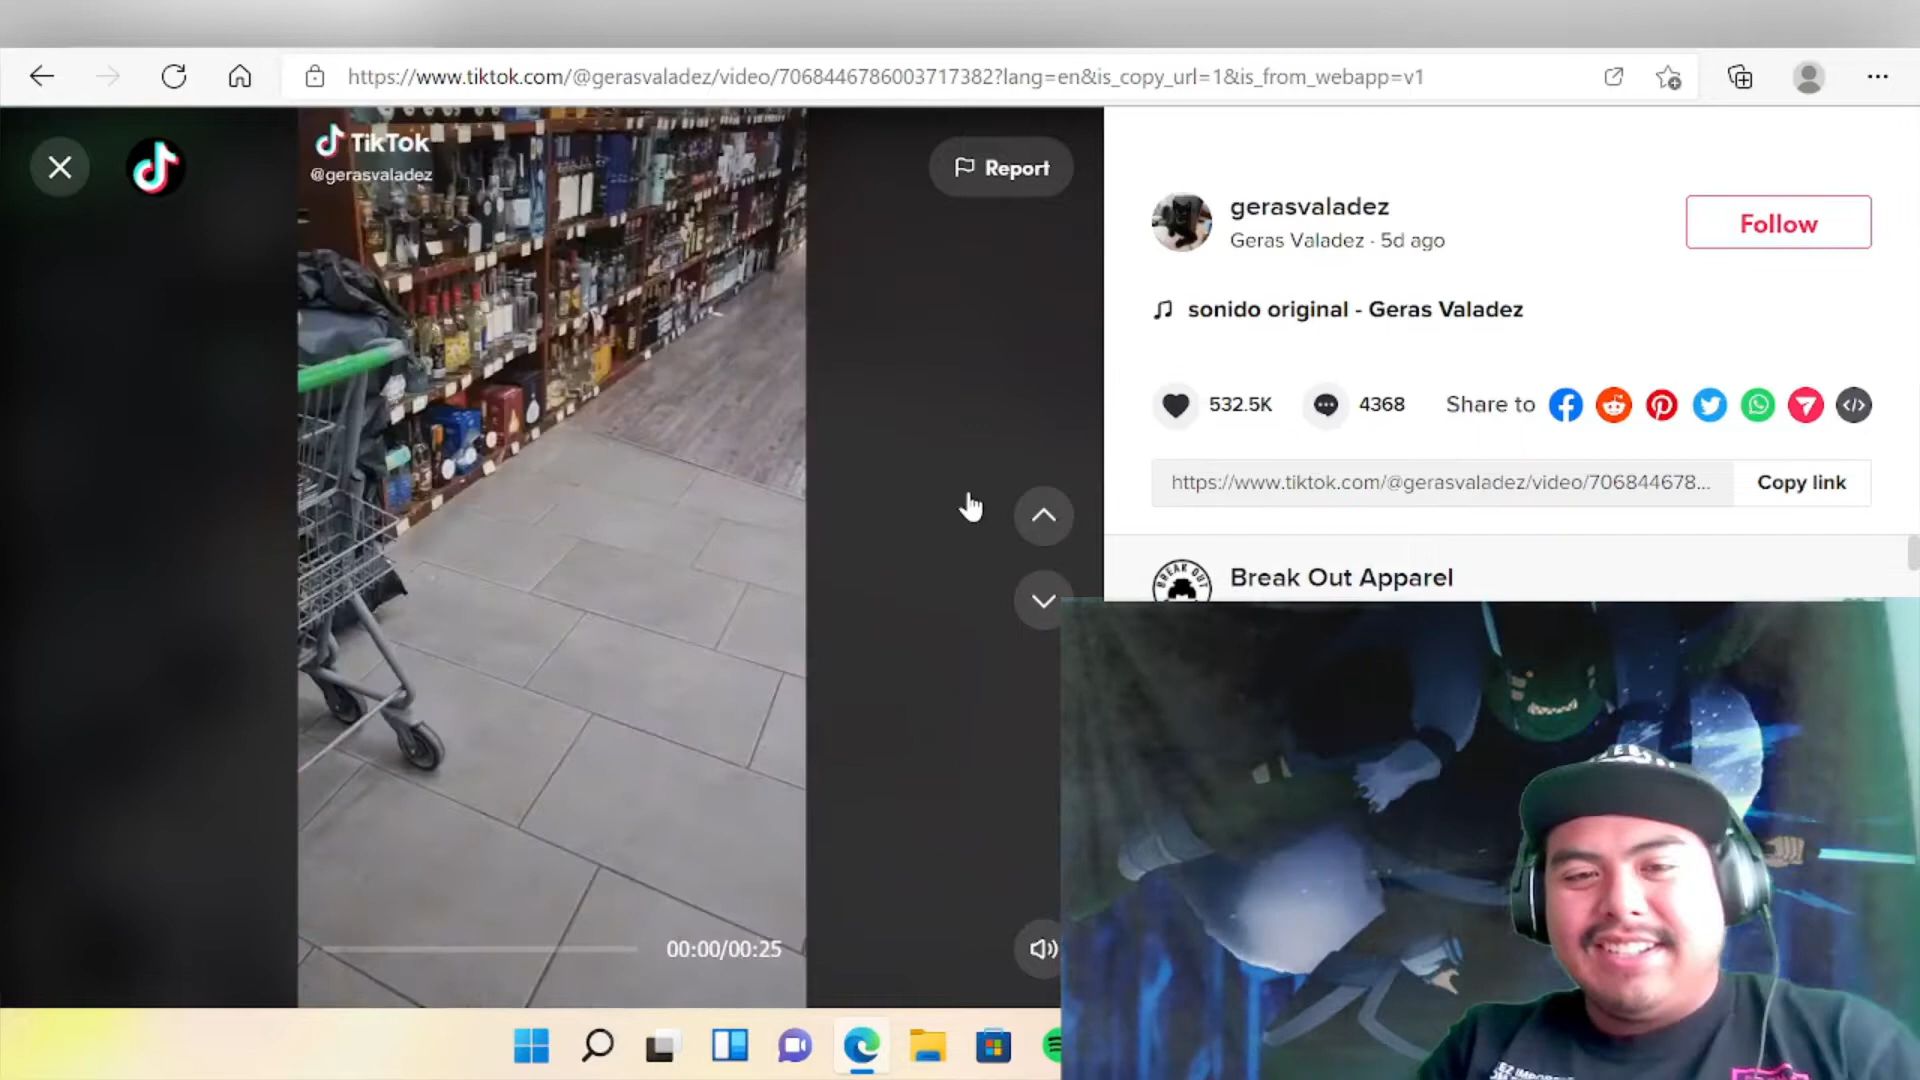 https://www.tiktok.com/@gerasvaladez/video/7068446786003717382?lang=en&is_copy_url=1&is_from_webapp=v1
TikTok
@gerasvaladez
Report
gerasvaladez
Geras Valadez · 5d ago
Follow
sonido original - Geras Valadez
532.5K
4368
Share to
https://www.tiktok.com/@gerasvaladez/video/706844678...
Copy link
BREAK OUT
Break Out Apparel
00:00/00:25